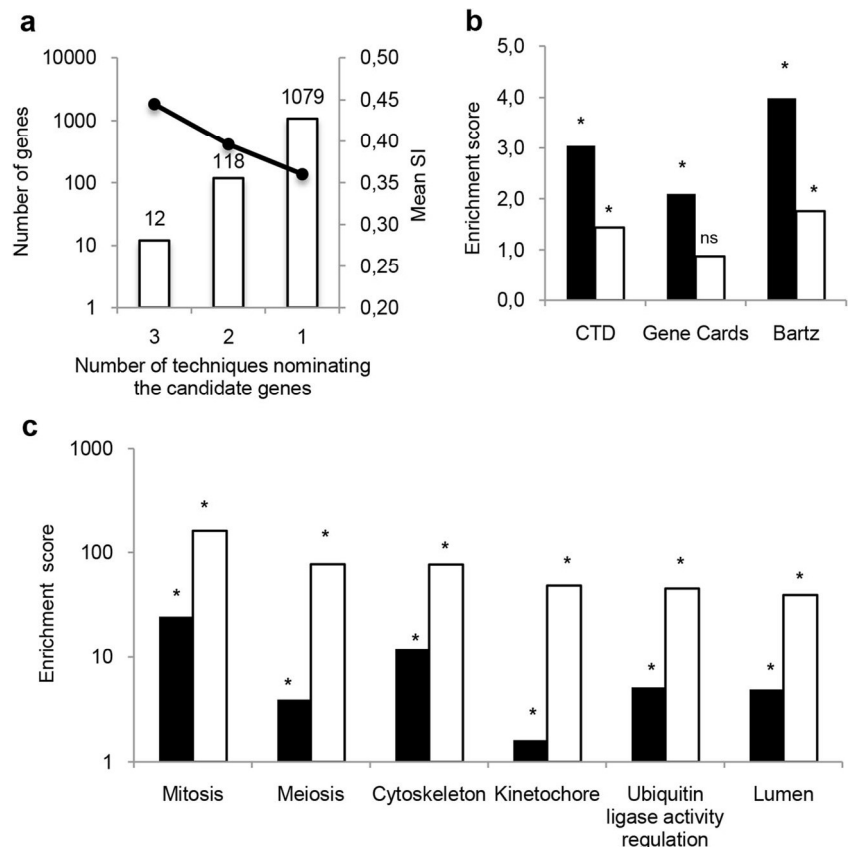 a
10000
1000
100
10
1
Number of genes
12
118
1079
0,50
0,45
0,40
0,35
0,30
0,25
0,20
Mean SI
3 2 1
Number of techniques nominating
the candidate genes
b
5,0
4,0
3,0
2,0
1,0
0,0
Enrichment score
* * * * ns * *
CTD Gene Cards Bartz
c
1000
100
10
1
Enrichment score
* * * * * * * * * * * *
Mitosis Meiosis Cytoskeleton Kinetochore Ubiquitin Lumen
ligase activity
regulation